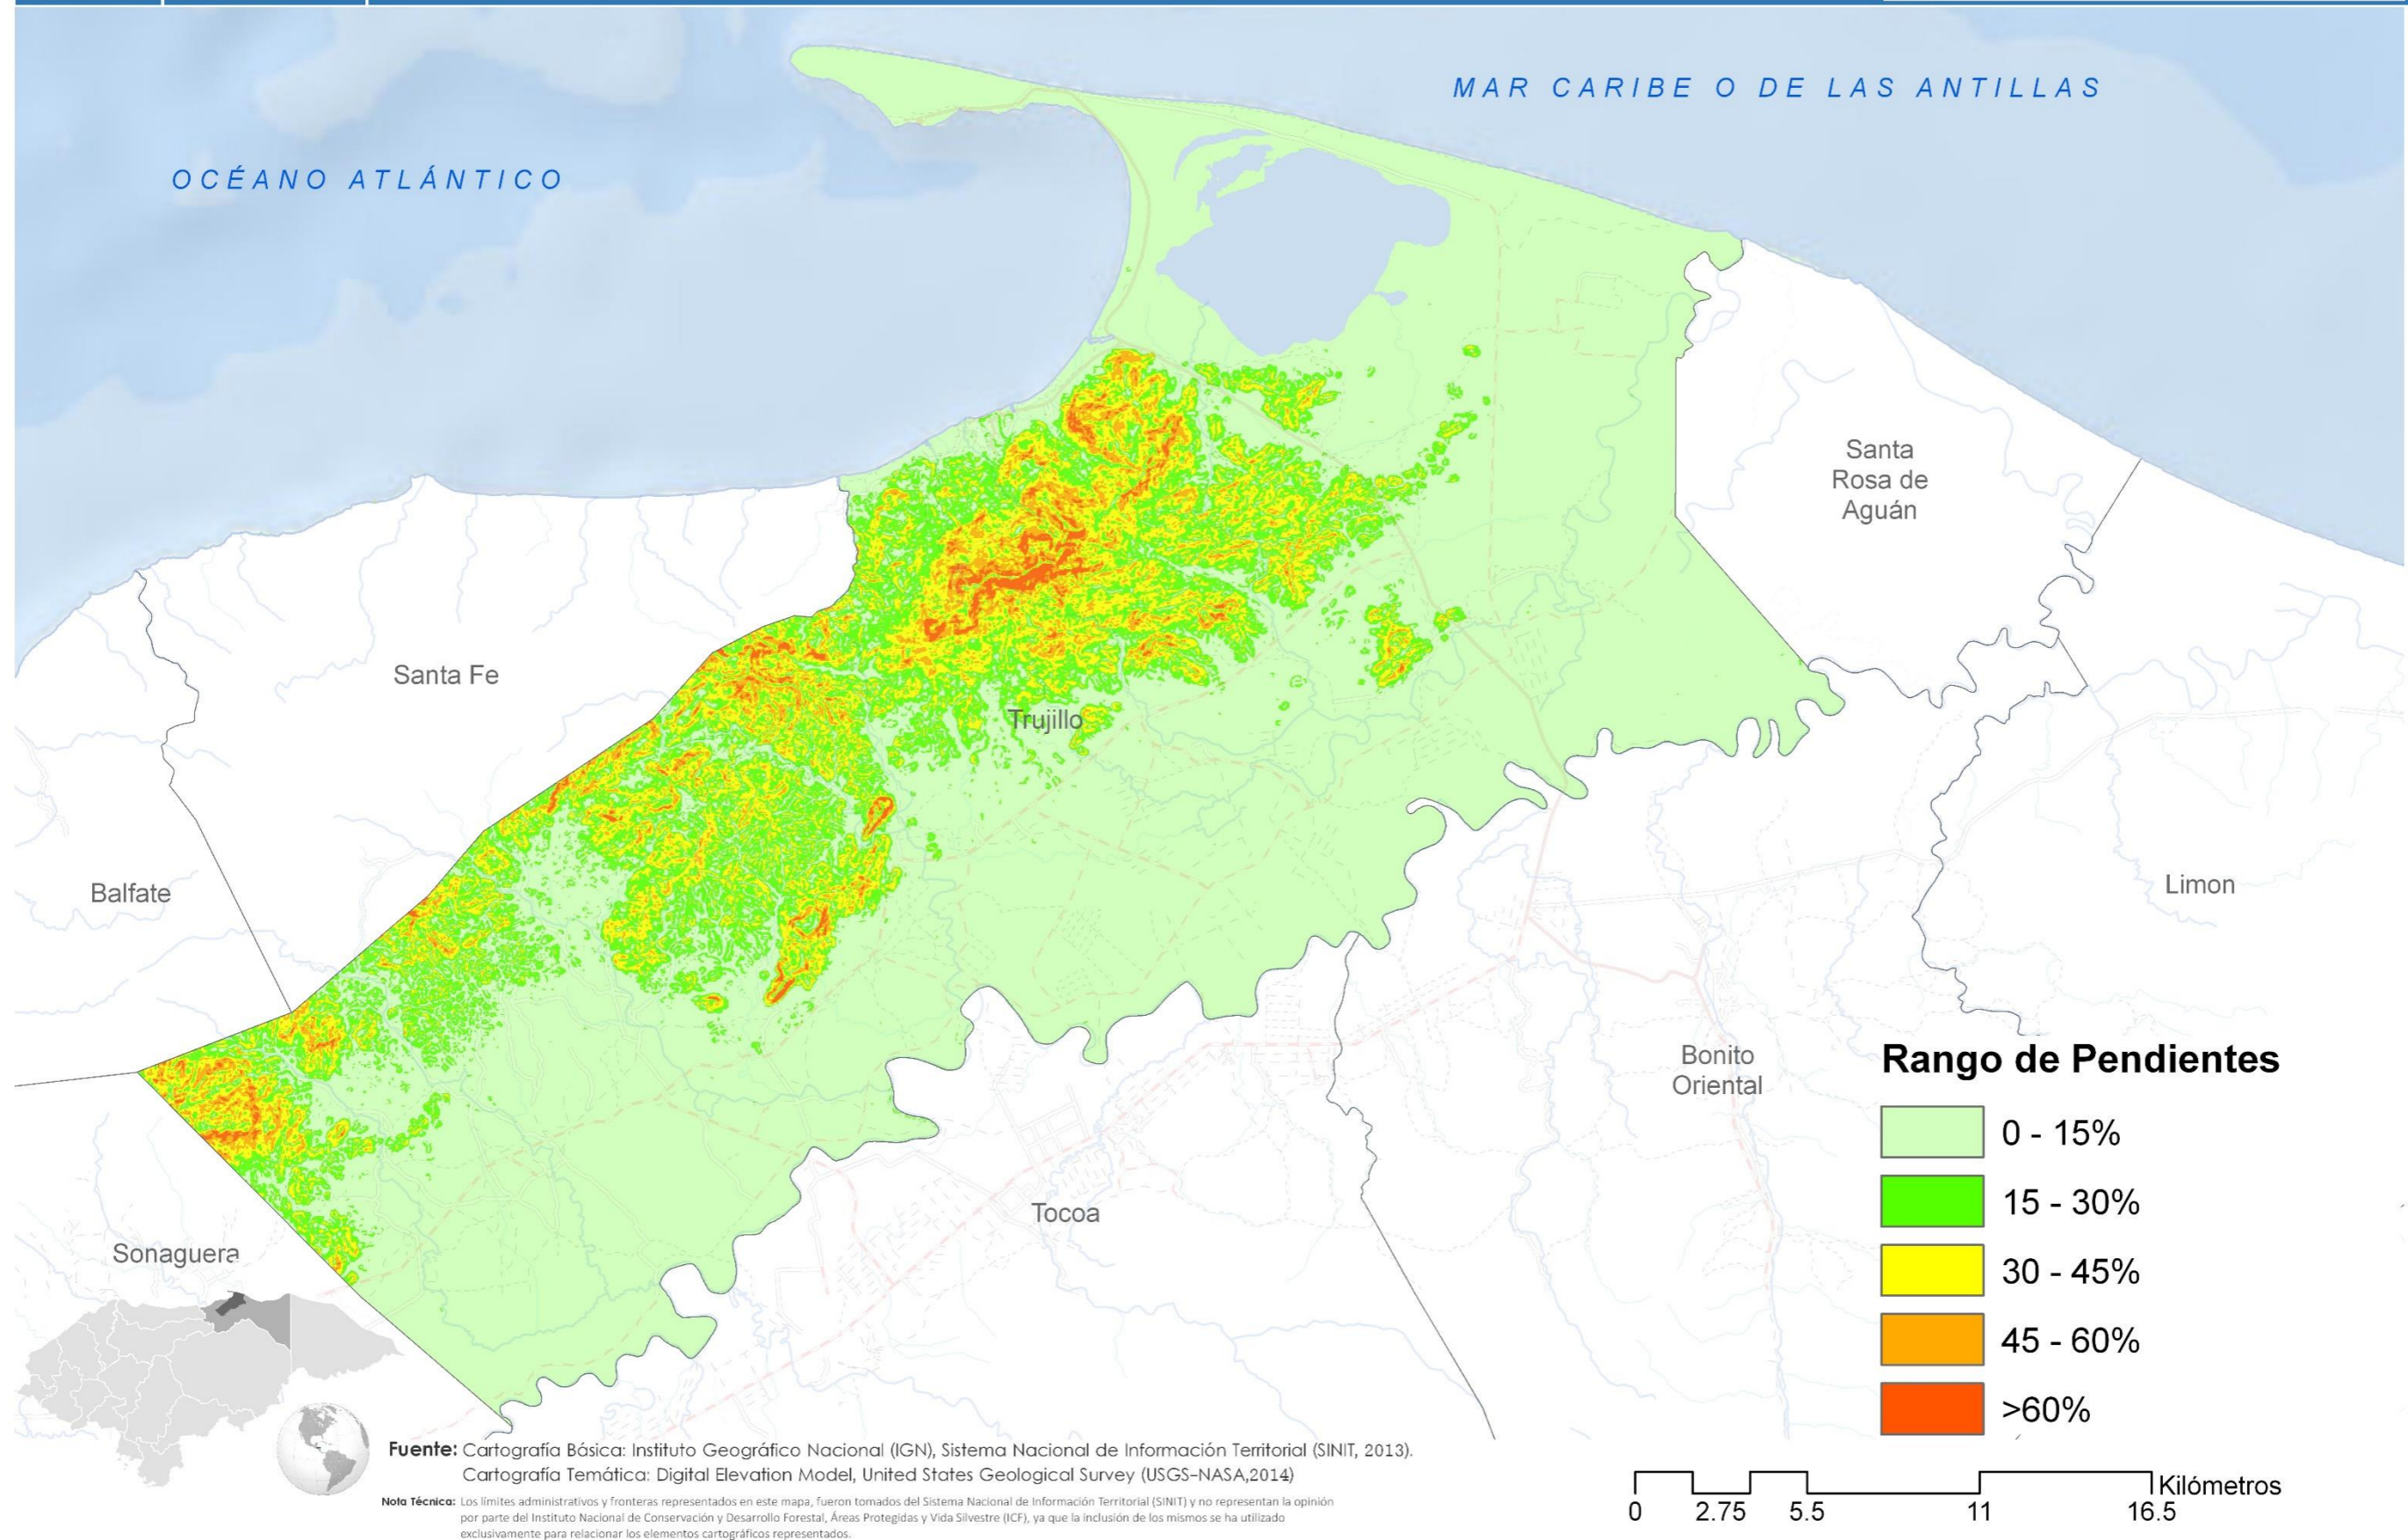 MAR CARIBE O DE LAS ANTILLAS
OCÉANO ATLÁNTICO
Santa
Rosa de
Aguán
Santa Fe
Trujillo
Balfate
Limon
Bonito
Oriental
Tocoa
Sonaguera
Rango de Pendientes
0 - 15%
15 - 30%
30 - 45%
45 - 60%
>60%
Fuente: Cartografía Básica: Instituto Geográfico Nacional (IGN), Sistema Nacional de Información Territorial (SINIT, 2013).
Cartografía Temática: Digital Elevation Model, United States Geological Survey (USGS-NASA,2014)
Nota Técnica: Los límites administrativos y fronteras representados en este mapa, fueron tomados del Sistema Nacional de Información Territorial (SINIT) y no representan la opinión
por parte del Instituto Nacional de Conservación y Desarrollo Forestal, Áreas Protegidas y Vida Silvestre (ICF), ya que la inclusión de los mismos se ha utilizado
exclusivamente para relacionar los elementos cartográficos representados.
Kilómetros
0 2.75 5.5 11 16.5